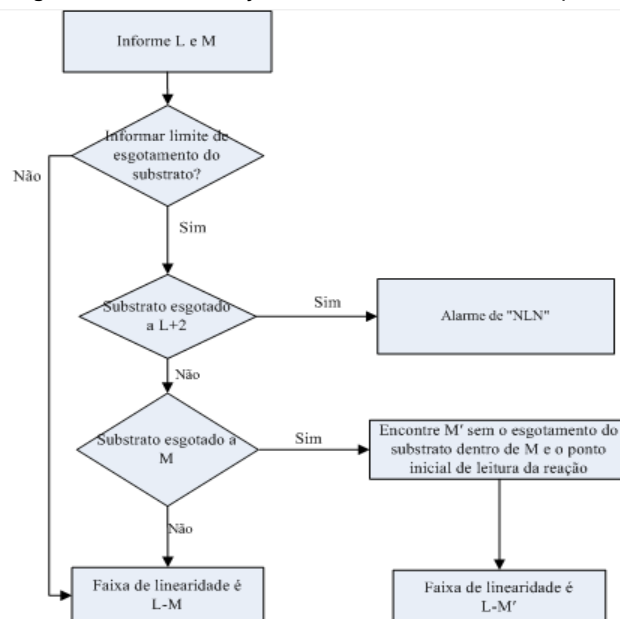 Informe L e M
Informar limite de
esgotamento do
substrato?
Não
Sim
Substrato esgotado
a L+2
Sim
Alarme de "NLN"
Não
Substrato esgotado a
M
Sim
Encontre M' sem o esgotamento do
substrato dentro de M e o ponto
inicial de leitura da reação
Não
Faixa de linearidade é
L-M
Faixa de linearidade é
L-M'